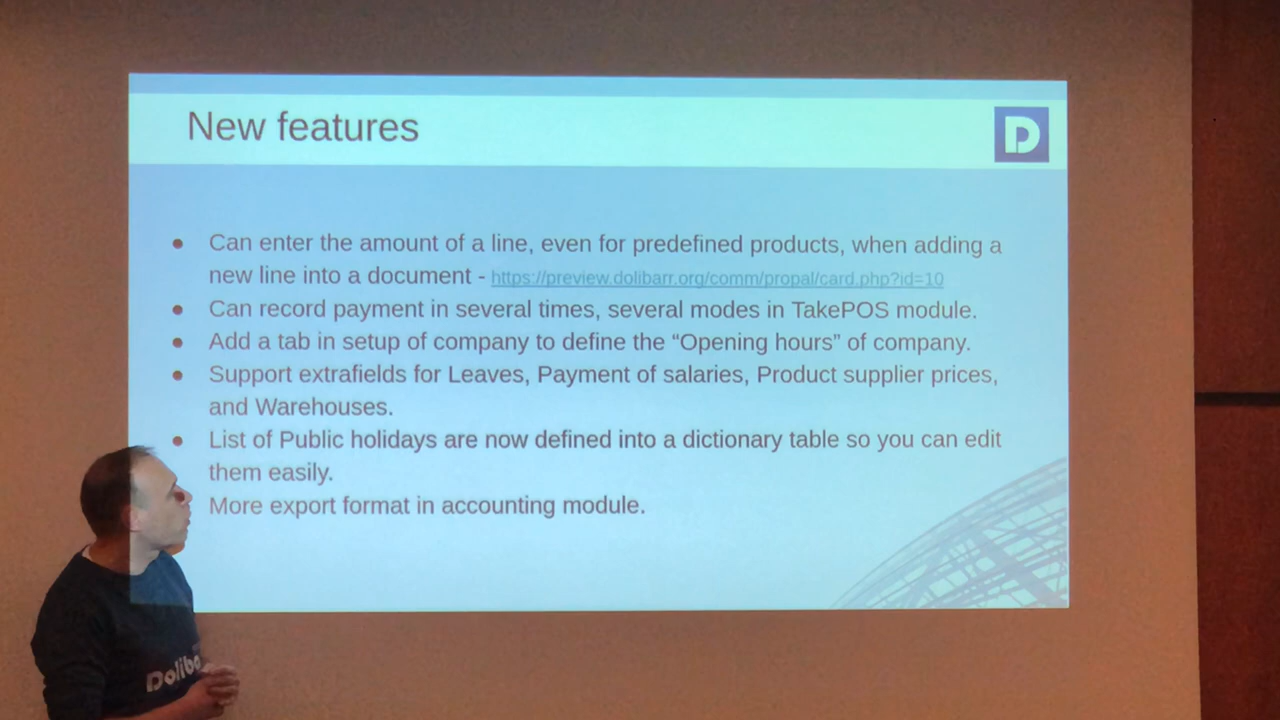 New features
D
• Can enter the amount of a line, even for predefined products, when adding a
new line into a document - https://preview.dolibarr.org/comm/propal/card.php?id=10
• Can record payment in several times, several modes in TakePOS module.
• Add a tab in setup of company to define the “Opening hours” of company.
• Support extrafields for Leaves, Payment of salaries, Product supplier prices,
and Warehouses.
• List of Public holidays are now defined into a dictionary table so you can edit
them easily.
More export format in accounting module.